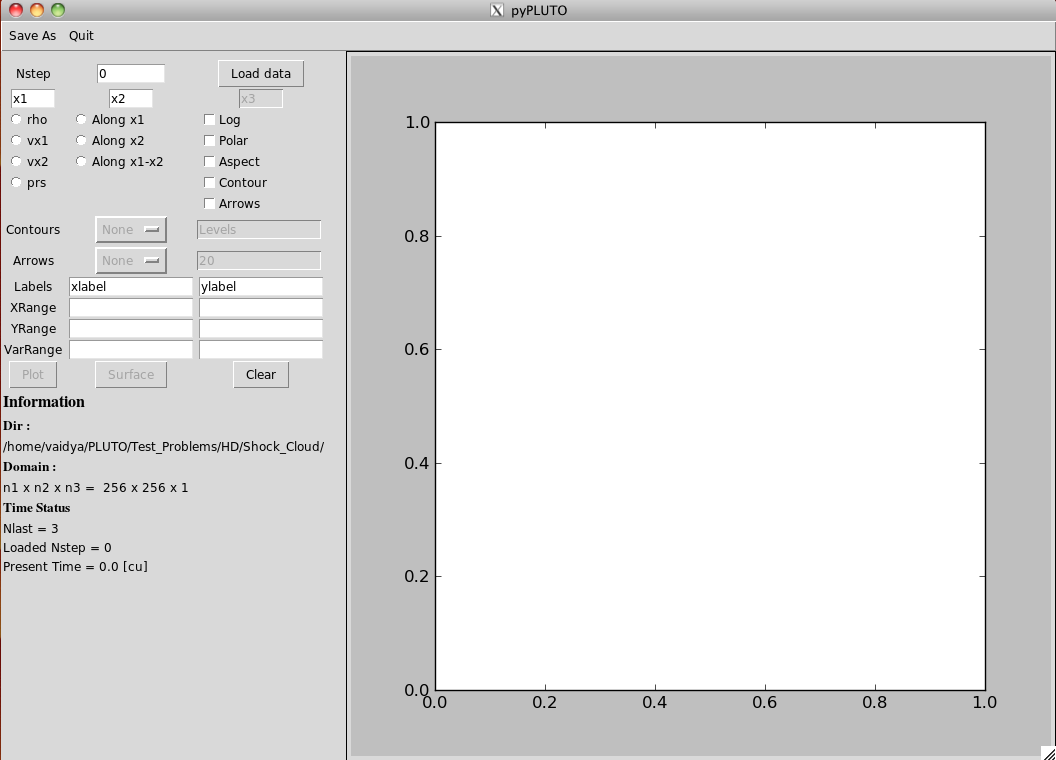 pyPLUTO
Save As Quit
Nstep 0 Load data
x1 x2 x3
rho Along x1 Log
vx1 Along x2 Polar
vx2 Along x1-x2 Aspect
prs Contour
Arrows
Contours None Levels
Arrows None 20
Labels xlabel ylabel
XRange
YRange
VarRange
Plot Surface Clear
Information
Dir :
/home/vaidya/PLUTO/Test_Problems/HD/Shock_Cloud/
Domain :
n1 x n2 x n3 =  256 x 256 x 1
Time Status
Nlast = 3
Loaded Nstep = 0
Present Time = 0.0 [cu]
1.0
0.8
0.6
0.4
0.2
0.0
0.0 0.2 0.4 0.6 0.8 1.0